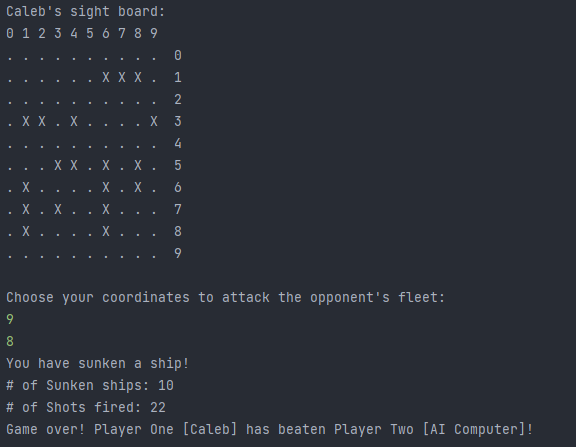 Caleb's sight board:
0 1 2 3 4 5 6 7 8 9
. . . . . . . . . .  0
. . . . . . X X X .  1
. . . . . . . . . .  2
. X X . X . . . . X  3
. . . . . . . . . .  4
. . . X X . X . X .  5
. X . . . . X . X .  6
. X . X . . X . . .  7
. X . . . . X . . .  8
. . . . . . . . . .  9
Choose your coordinates to attack the opponent's fleet:
9
8
You have sunken a ship!
# of Sunken ships: 10
# of Shots fired: 22
Game over! Player One [Caleb] has beaten Player Two [AI Computer]!